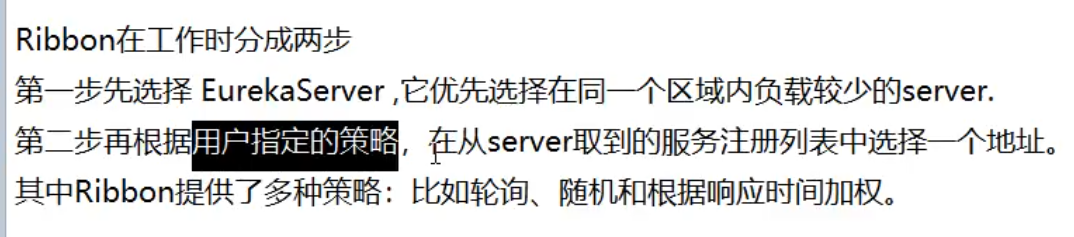 Ribbon在工作时分成两步
第一步先选择 EurekaServer ,它优先选择在同一个区域内负载较少的server.
第二步再根据用户指定的策略，在从server取到的服务注册列表中选择一个地址。
其中Ribbon提供了多种策略：比如轮询、随机和根据响应时间加权。